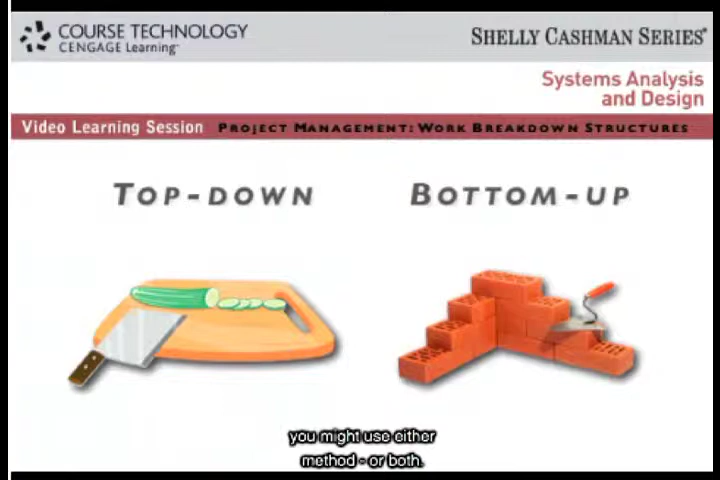 COURSE TECHNOLOGY
CENGAGE Learning™
SHELLY CASHMAN SERIES®
Systems Analysis
and Design
Video Learning Session PROJECT MANAGEMENT: WORK BREAKDOWN STRUCTURES
TOP-DOWN BOTTOM-UP
you might use either
method - or both.